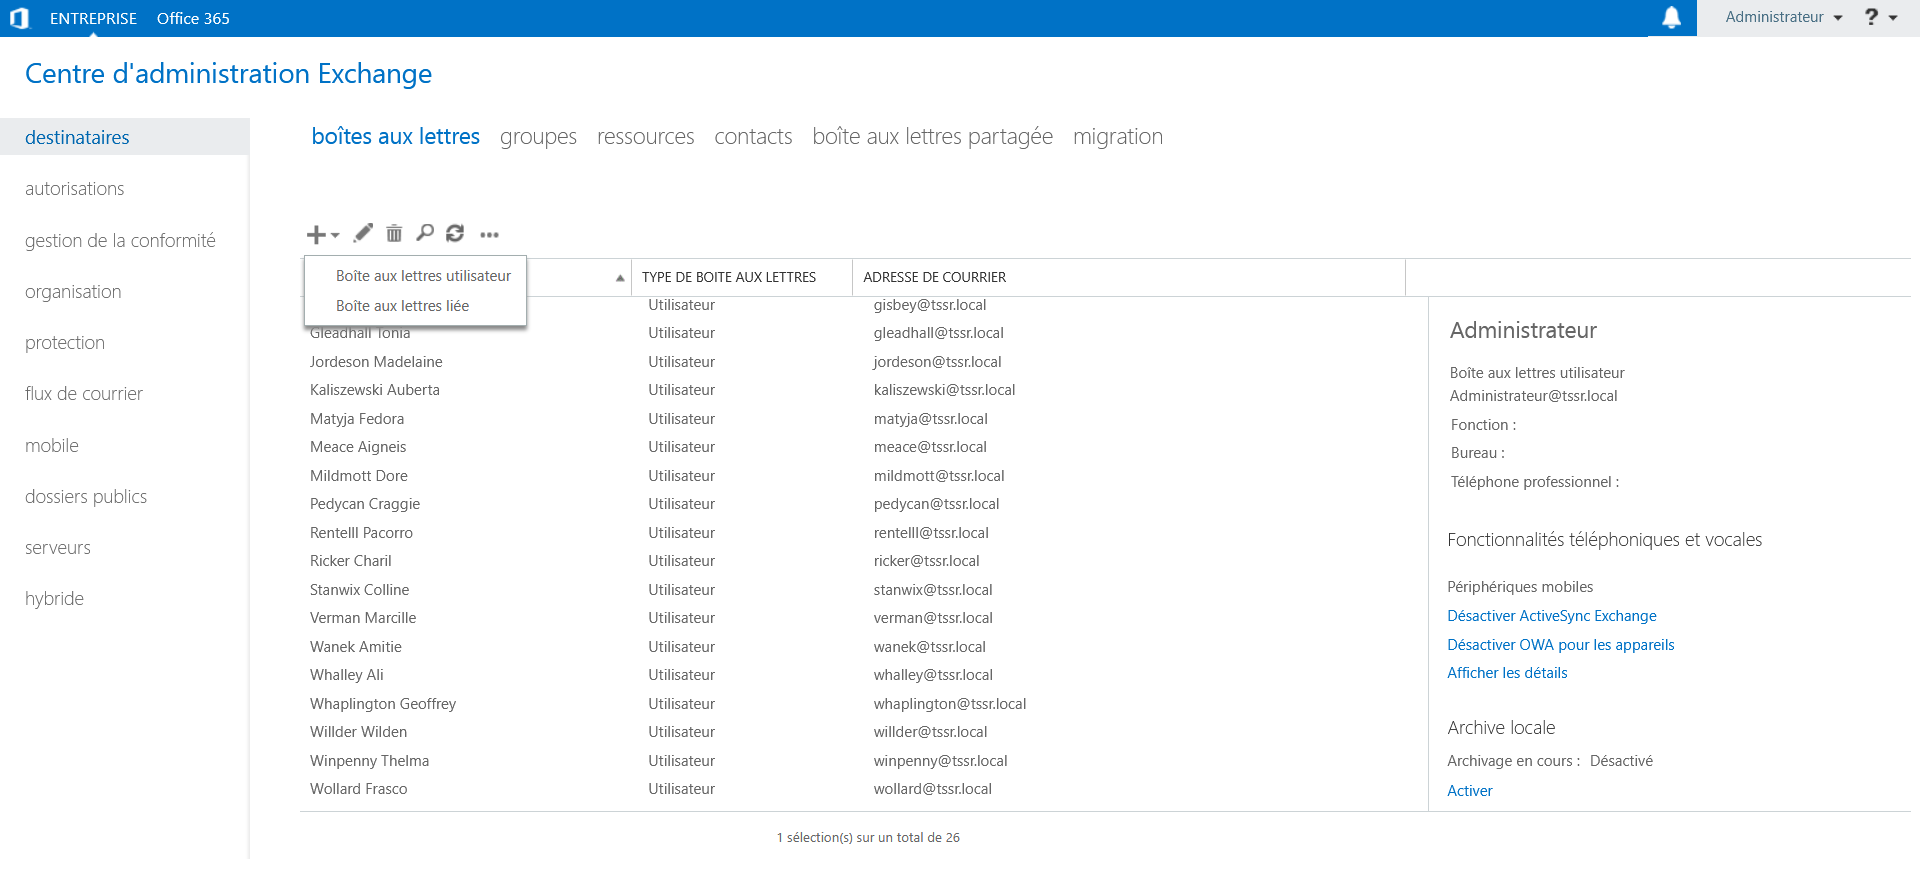 ENTREPRISE Office 365 Administrateur ?
Centre d'administration Exchange
destinataires
autorisations
gestion de la conformité
organisation
protection
flux de courrier
mobile
dossiers publics
serveurs
hybride
boîtes aux lettres groupes ressources contacts boîte aux lettres partagée migration
Boîte aux lettres utilisateur
Boîte aux lettres liée
TYPE DE BOITE AUX LETTRES ADRESSE DE COURRIER
Utilisateur gisbey@tssr.local
Gleadhall Tonia Utilisateur gleadhall@tssr.local
Jordeson Madelaine Utilisateur jordeson@tssr.local
Kaliszewski Auberta Utilisateur kaliszewski@tssr.local
Matyja Fedora Utilisateur matyja@tssr.local
Meace Aigneis Utilisateur meace@tssr.local
Mildmott Dore Utilisateur mildmott@tssr.local
Pedycan Craggie Utilisateur pedycan@tssr.local
Rentelll Pacorro Utilisateur rentelll@tssr.local
Ricker Charil Utilisateur ricker@tssr.local
Stanwix Colline Utilisateur stanwix@tssr.local
Verman Marcille Utilisateur verman@tssr.local
Wanek Amitie Utilisateur wanek@tssr.local
Whalley Ali Utilisateur whalley@tssr.local
Whaplington Geoffrey Utilisateur whaplington@tssr.local
Willder Wilden Utilisateur willder@tssr.local
Winpenny Thelma Utilisateur winpenny@tssr.local
Wollard Frasco Utilisateur wollard@tssr.local
1 sélection(s) sur un total de 26
Administrateur
Boîte aux lettres utilisateur
Administrateur@tssr.local
Fonction :
Bureau :
Téléphone professionnel :
Fonctionnalités téléphoniques et vocales
Périphériques mobiles
Désactiver ActiveSync Exchange
Désactiver OWA pour les appareils
Afficher les détails
Archive locale
Archivage en cours : Désactivé
Activer